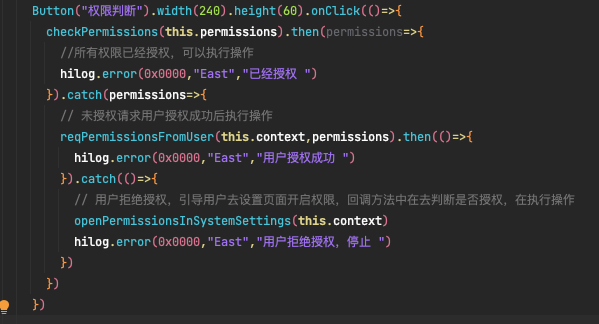 Button("权限判断").width(240).height(60).onClick(()=>{
checkPermissions(this.permissions).then(permissions=>{
//所有权限已经授权，可以执行操作
hilog.error(0x0000,"East","已经授权 ")
}).catch(permissions=>{
// 未授权请求用户授权成功后执行操作
reqPermissionsFromUser(this.context,permissions).then(()=>{
hilog.error(0x0000,"East","用户授权成功 ")
}).catch(()=>{
// 用户拒绝授权，引导用户去设置页面开启权限，回调方法中在去判断是否授权，在执行操作
openPermissionsInSystemSettings(this.context)
hilog.error(0x0000,"East","用户拒绝授权，停止 ")
})
})
})